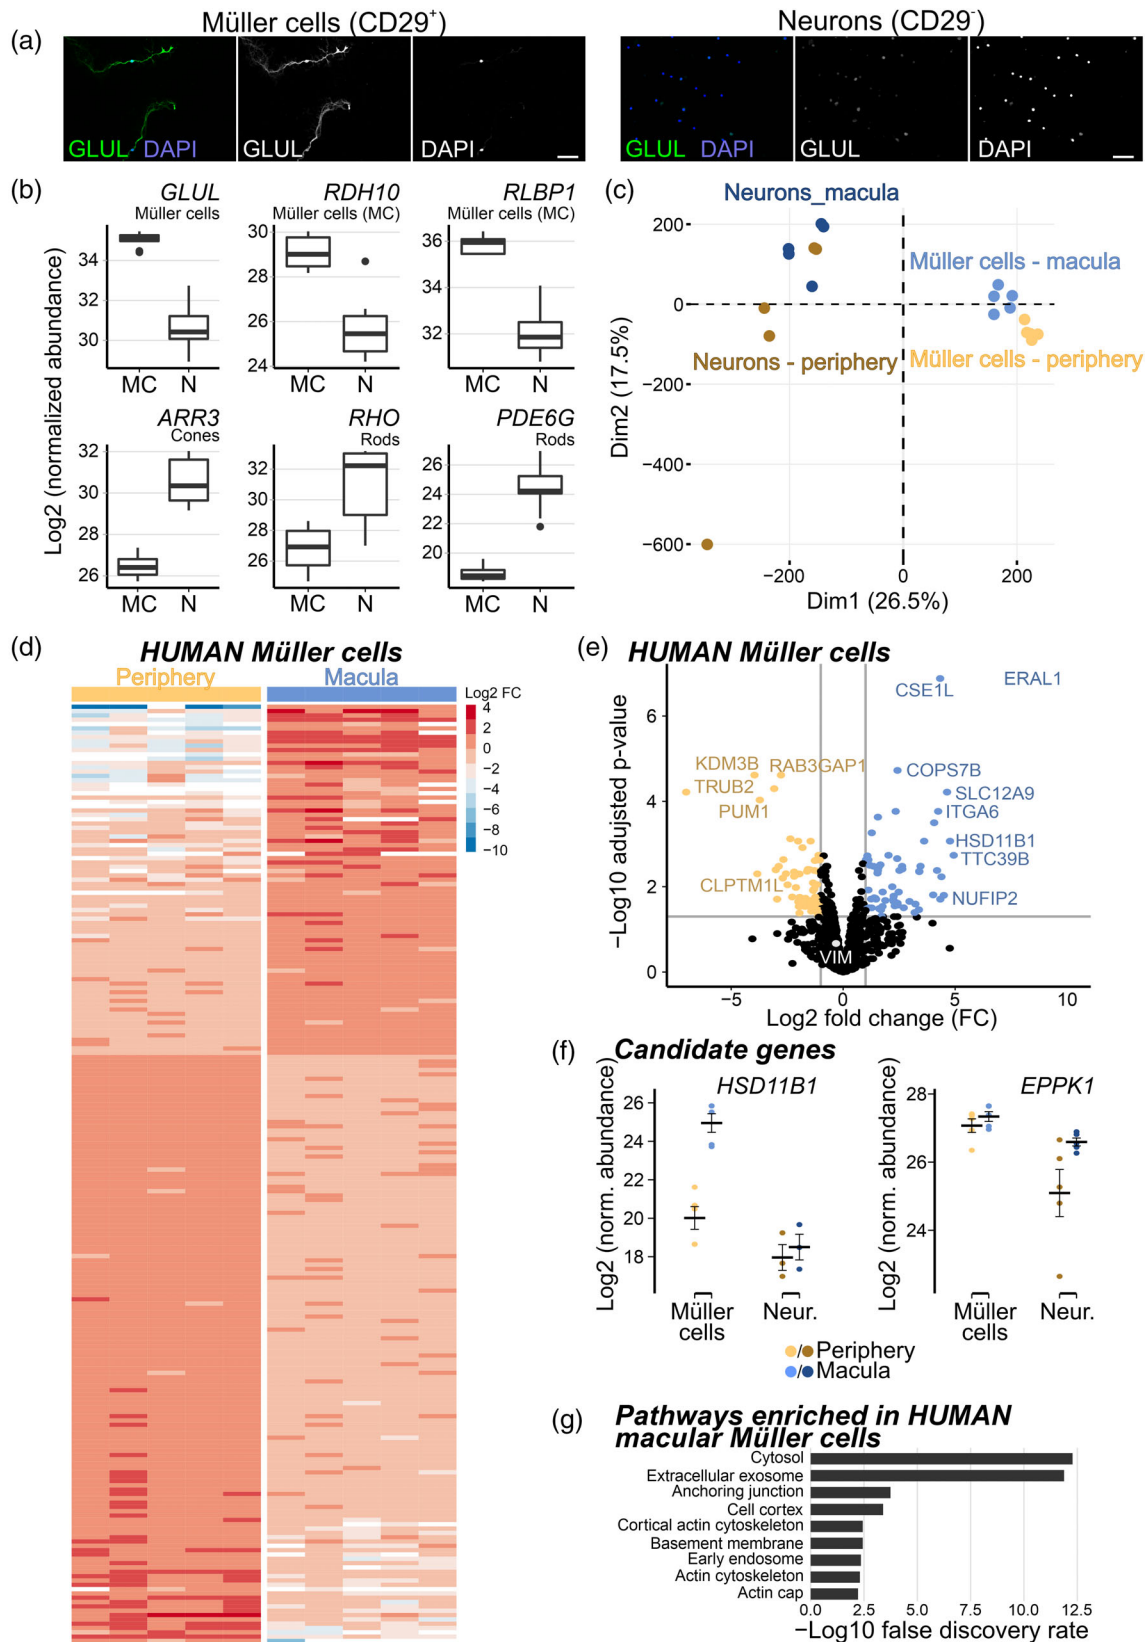 (a) Müller cells (CD29⁺) Neurons (CD29⁻)
GLUL DAPI GLUL DAPI GLUL DAPI GLUL DAPI
(b)
Log2 (normalized abundance)
GLUL RDH10 RLBP1
Müller cells Müller cells (MC) Müller cells (MC)
34 32 30
30 28 26 24
36 34 32
MC N MC N MC N
ARR3 RHO PDE6G
Cones Rods Rods
32 30 28 26
32 30 28 26
26 24 22 20
MC N MC N MC N
(c)
Neurons_macula
Müller cells - macula
Neurons - periphery
Müller cells - periphery
Dim2 (17.5%)
200
0
−200
−400
−600
−200 0 200
Dim1 (26.5%)
(d) HUMAN Müller cells
Periphery Macula
Log2 FC
4
2
0
−2
−4
−6
−8
−10
(e) HUMAN Müller cells
−Log10 adujsted p-value
6
4
2
0
CSE1L ERAL1
KDM3B RAB3GAP1
COPS7B
TRUB2 SLC12A9
PUM1 ITGA6
HSD11B1
TTC39B
CLPTM1L
NUFIP2
VIM
−5 0 5 10
Log2 fold change (FC)
(f) Candidate genes
Log2 (norm. abundance)
HSD11B1
26
24
22
20
18
Müller cells Neur.
Log2 (norm. abundance)
EPPK1
28
26
24
Müller cells Neur.
/ Periphery
/ Macula
(g) Pathways enriched in HUMAN
macular Müller cells
Cytosol
Extracellular exosome
Anchoring junction
Cell cortex
Cortical actin cytoskeleton
Basement membrane
Early endosome
Actin cytoskeleton
Actin cap
0.0 2.5 5.0 7.5 10.0 12.5
−Log10 false discovery rate